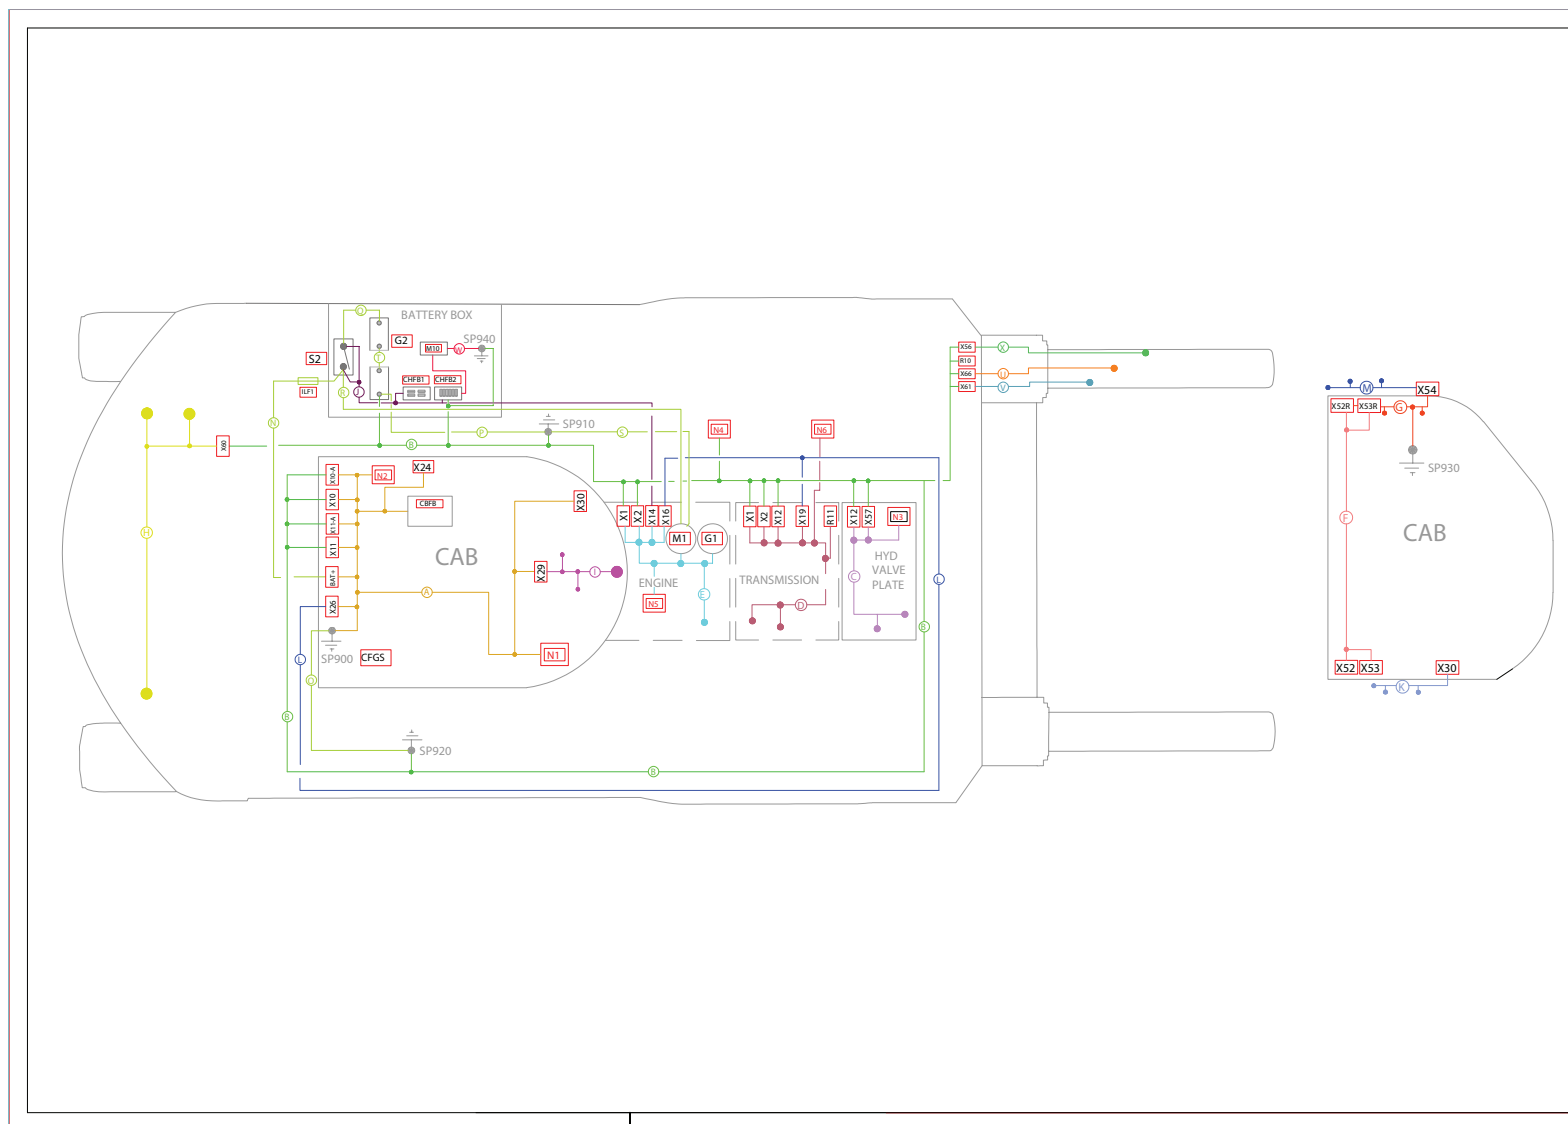 BATTERY BOX
Q
S2
G2
M10
W
SP940
T
ILF1
R
J
CHFB1
CHFB2
N
P
SP910
S
X60
B
N4
N6
X56
X
R10
X66
U
X61
V
M
X54
X52R
X53R
G
SP930
X10-A
N2
X24
X10
CBFB
X11-A
X11
CAB
BAT+
X26
A
SP900
CFGS
X30
X29
I
N1
X1
X2
X14
X16
M1
G1
ENGINE
N5
E
X1
X2
X12
X19
R11
TRANSMISSION
D
X12
X57
N3
HYD
VALVE
PLATE
C
L
B
H
L
O
B
SP920
B
F
CAB
X52
X53
X30
K